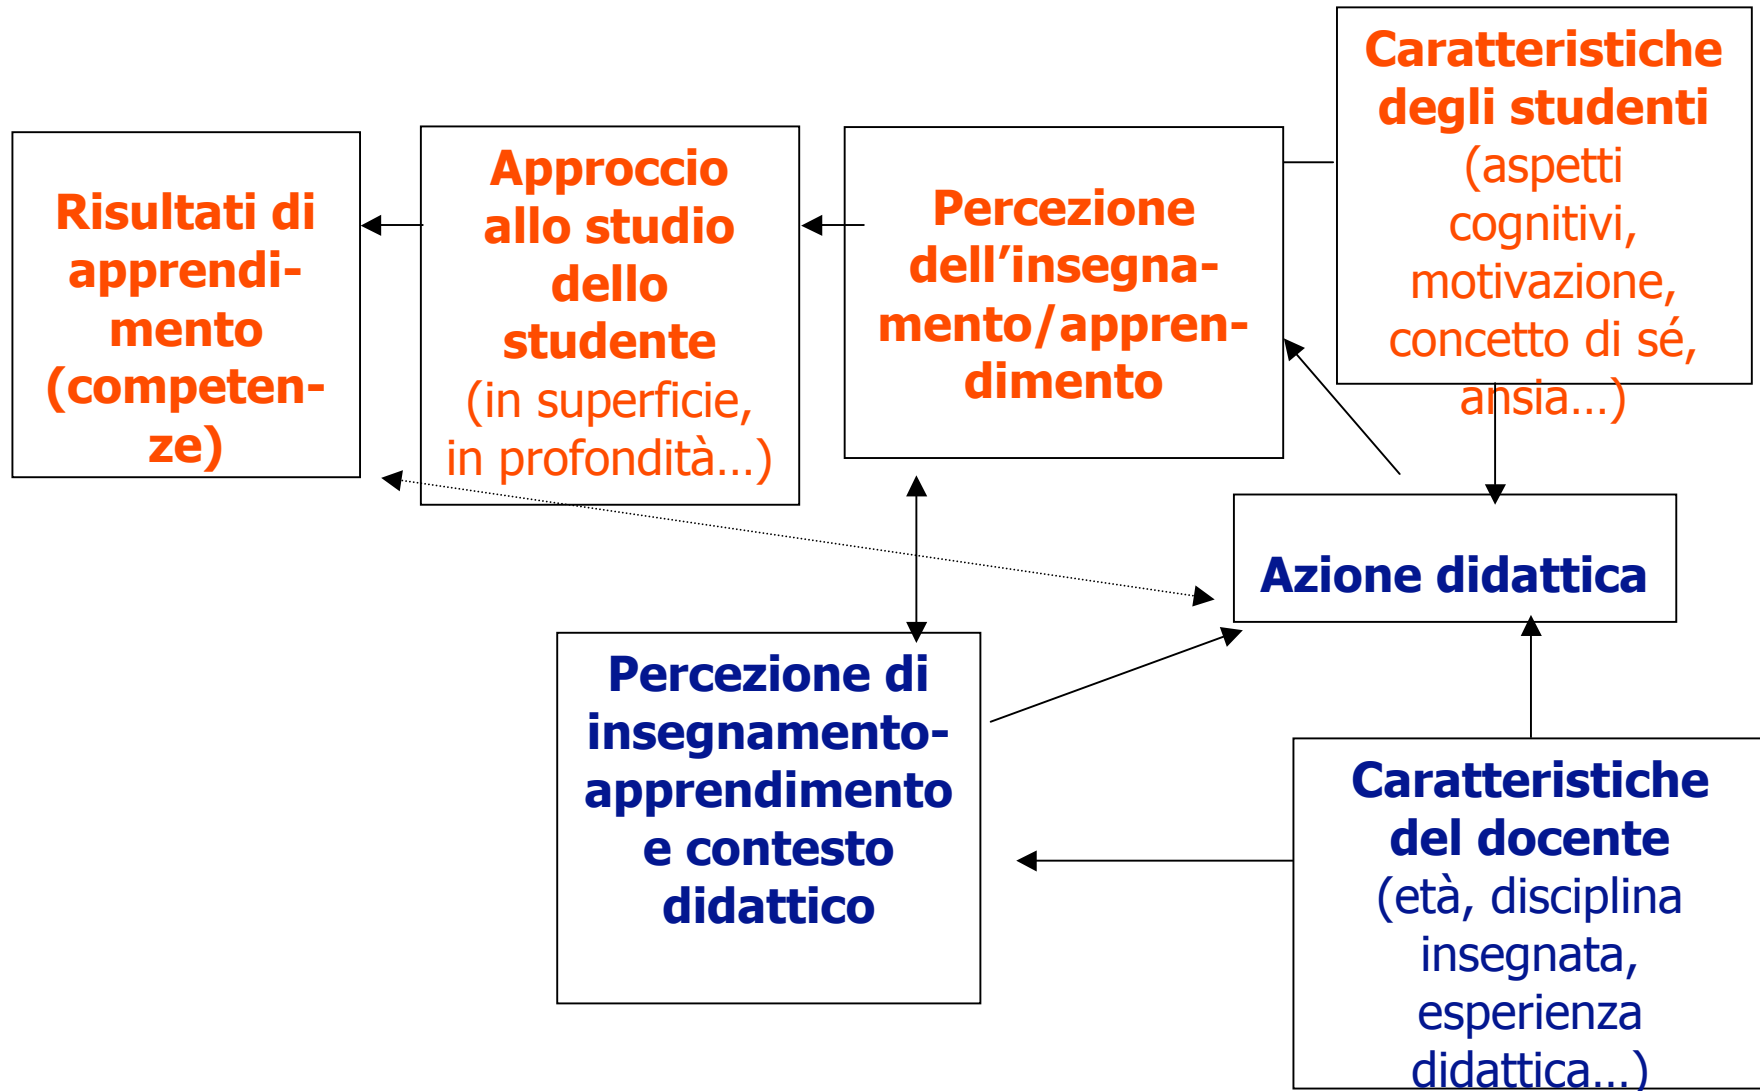 Risultati di
apprendi-
mento
(competen-
ze)
Approccio
allo studio
dello
studente
(in superficie,
in profondità...)
Percezione
dell’insegna-
mento/appren-
dimento
Caratteristiche
degli studenti
(aspetti
cognitivi,
motivazione,
concetto di sé,
ansia...)
Azione didattica
Percezione di
insegnamento-
apprendimento
e contesto
didattico
Caratteristiche
del docente
(età, disciplina
insegnata,
esperienza
didattica...)